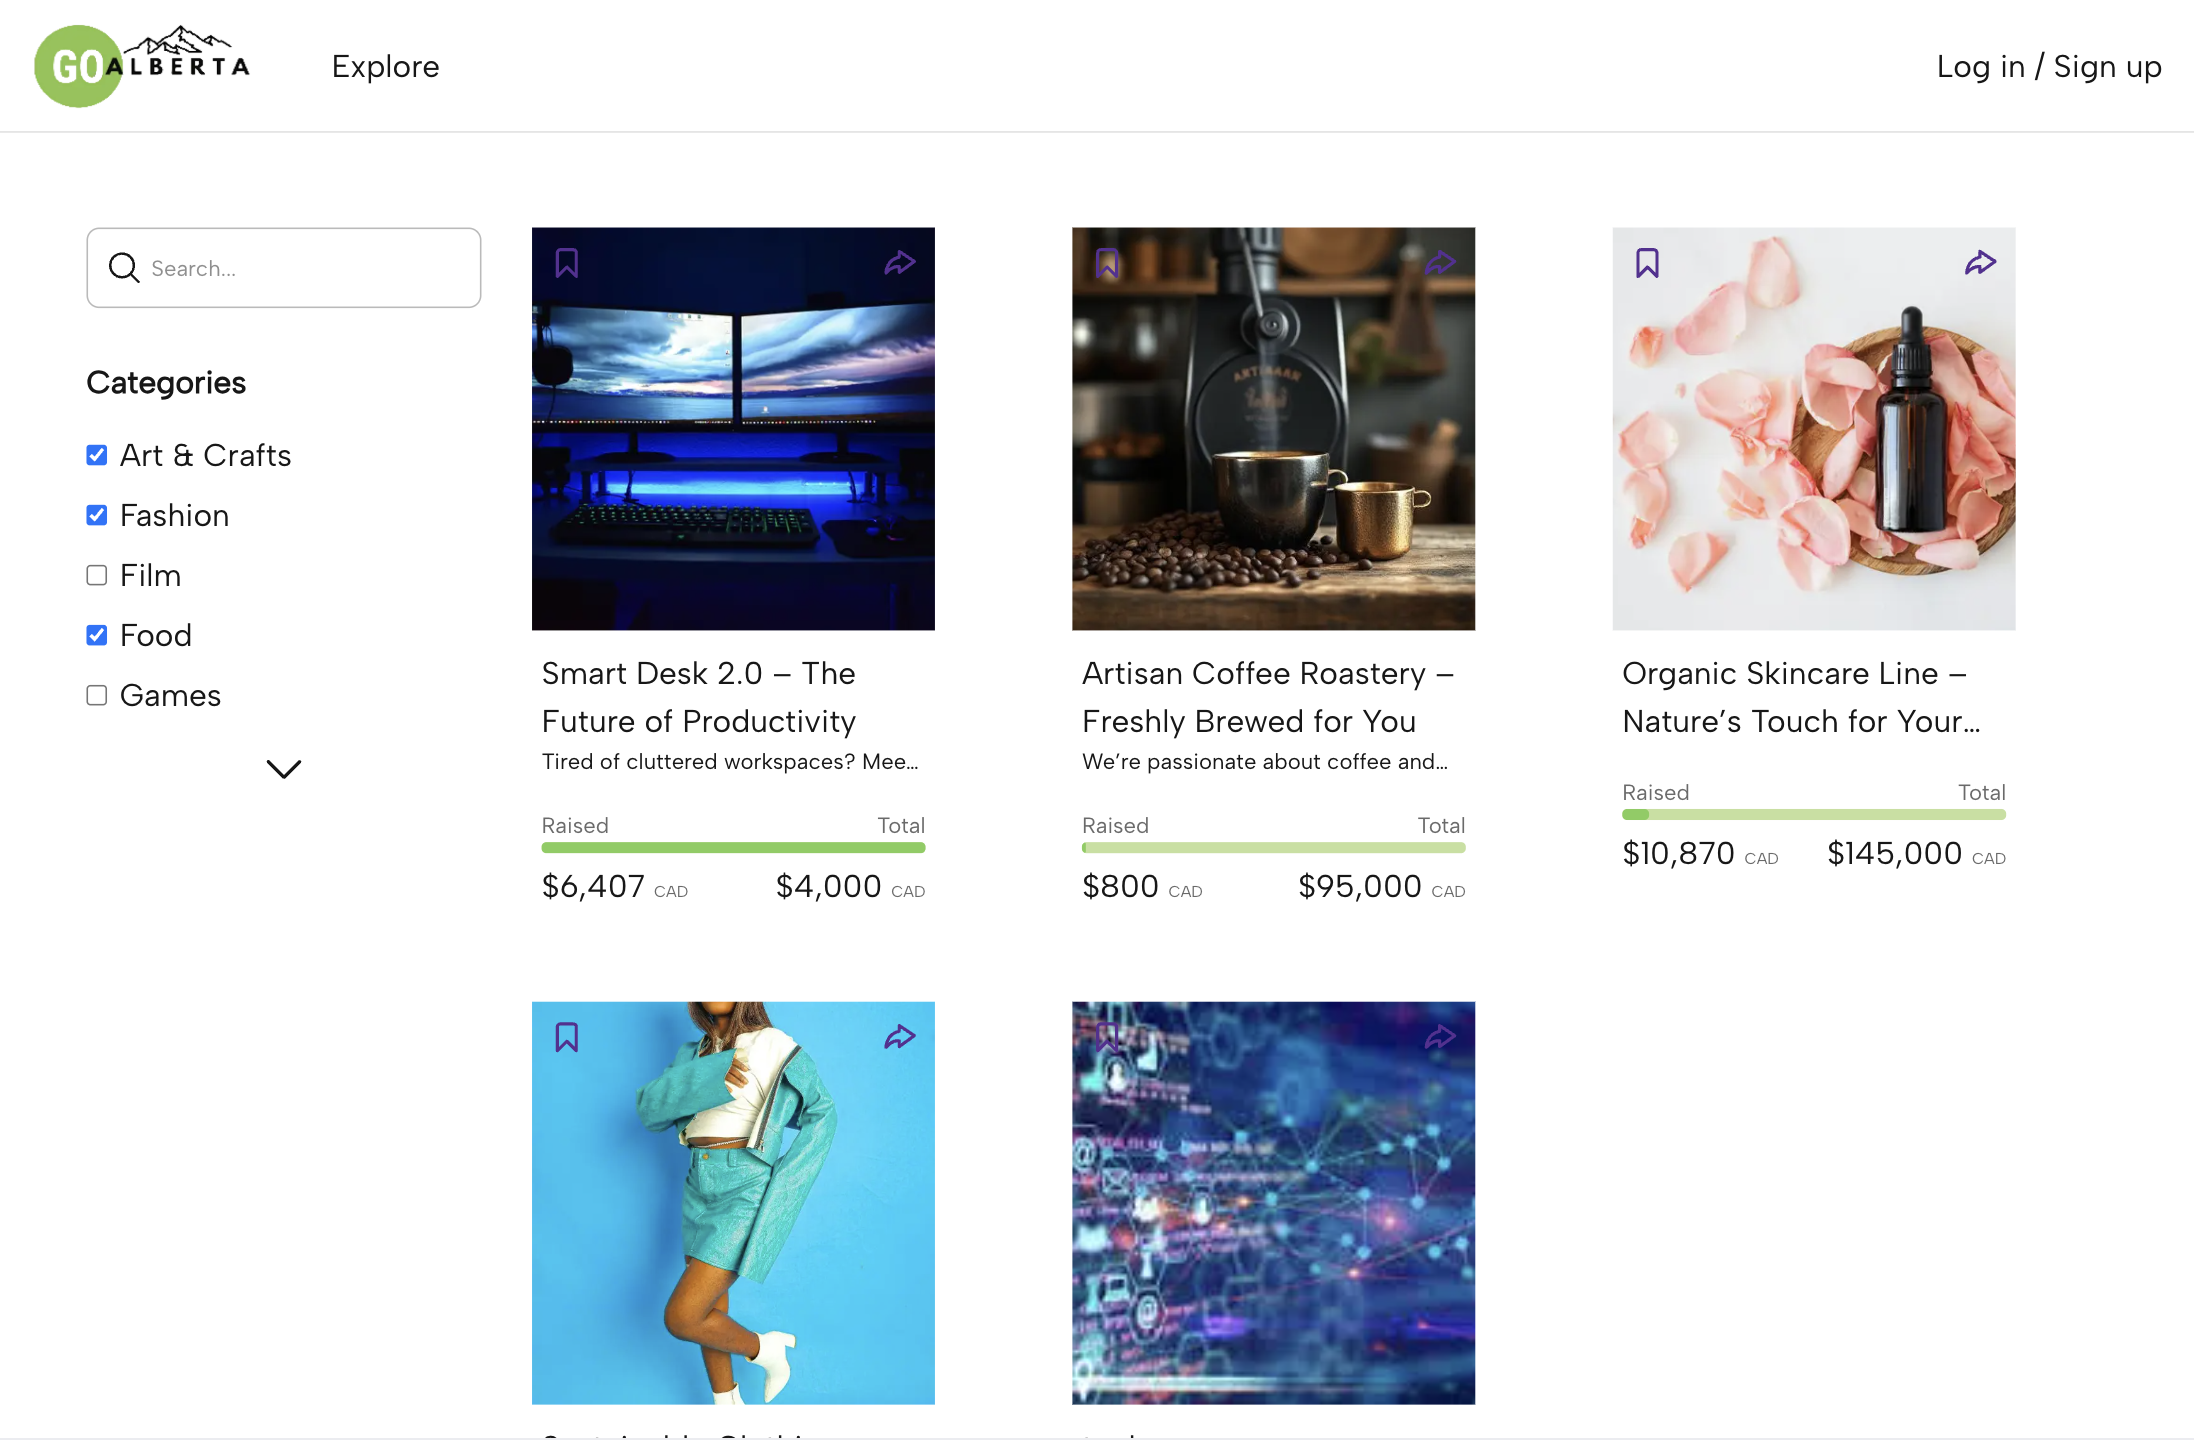 GO ALBERTA
Explore
Log in / Sign up
Search...
Categories
Art & Crafts
Fashion
Film
Food
Games
Smart Desk 2.0 – The
Future of Productivity
Tired of cluttered workspaces? Mee...
Raised Total
$6,407 CAD $4,000 CAD
Artisan Coffee Roastery –
Freshly Brewed for You
We’re passionate about coffee and...
Raised Total
$800 CAD $95,000 CAD
Organic Skincare Line –
Nature’s Touch for Your...
Raised Total
$10,870 CAD $145,000 CAD